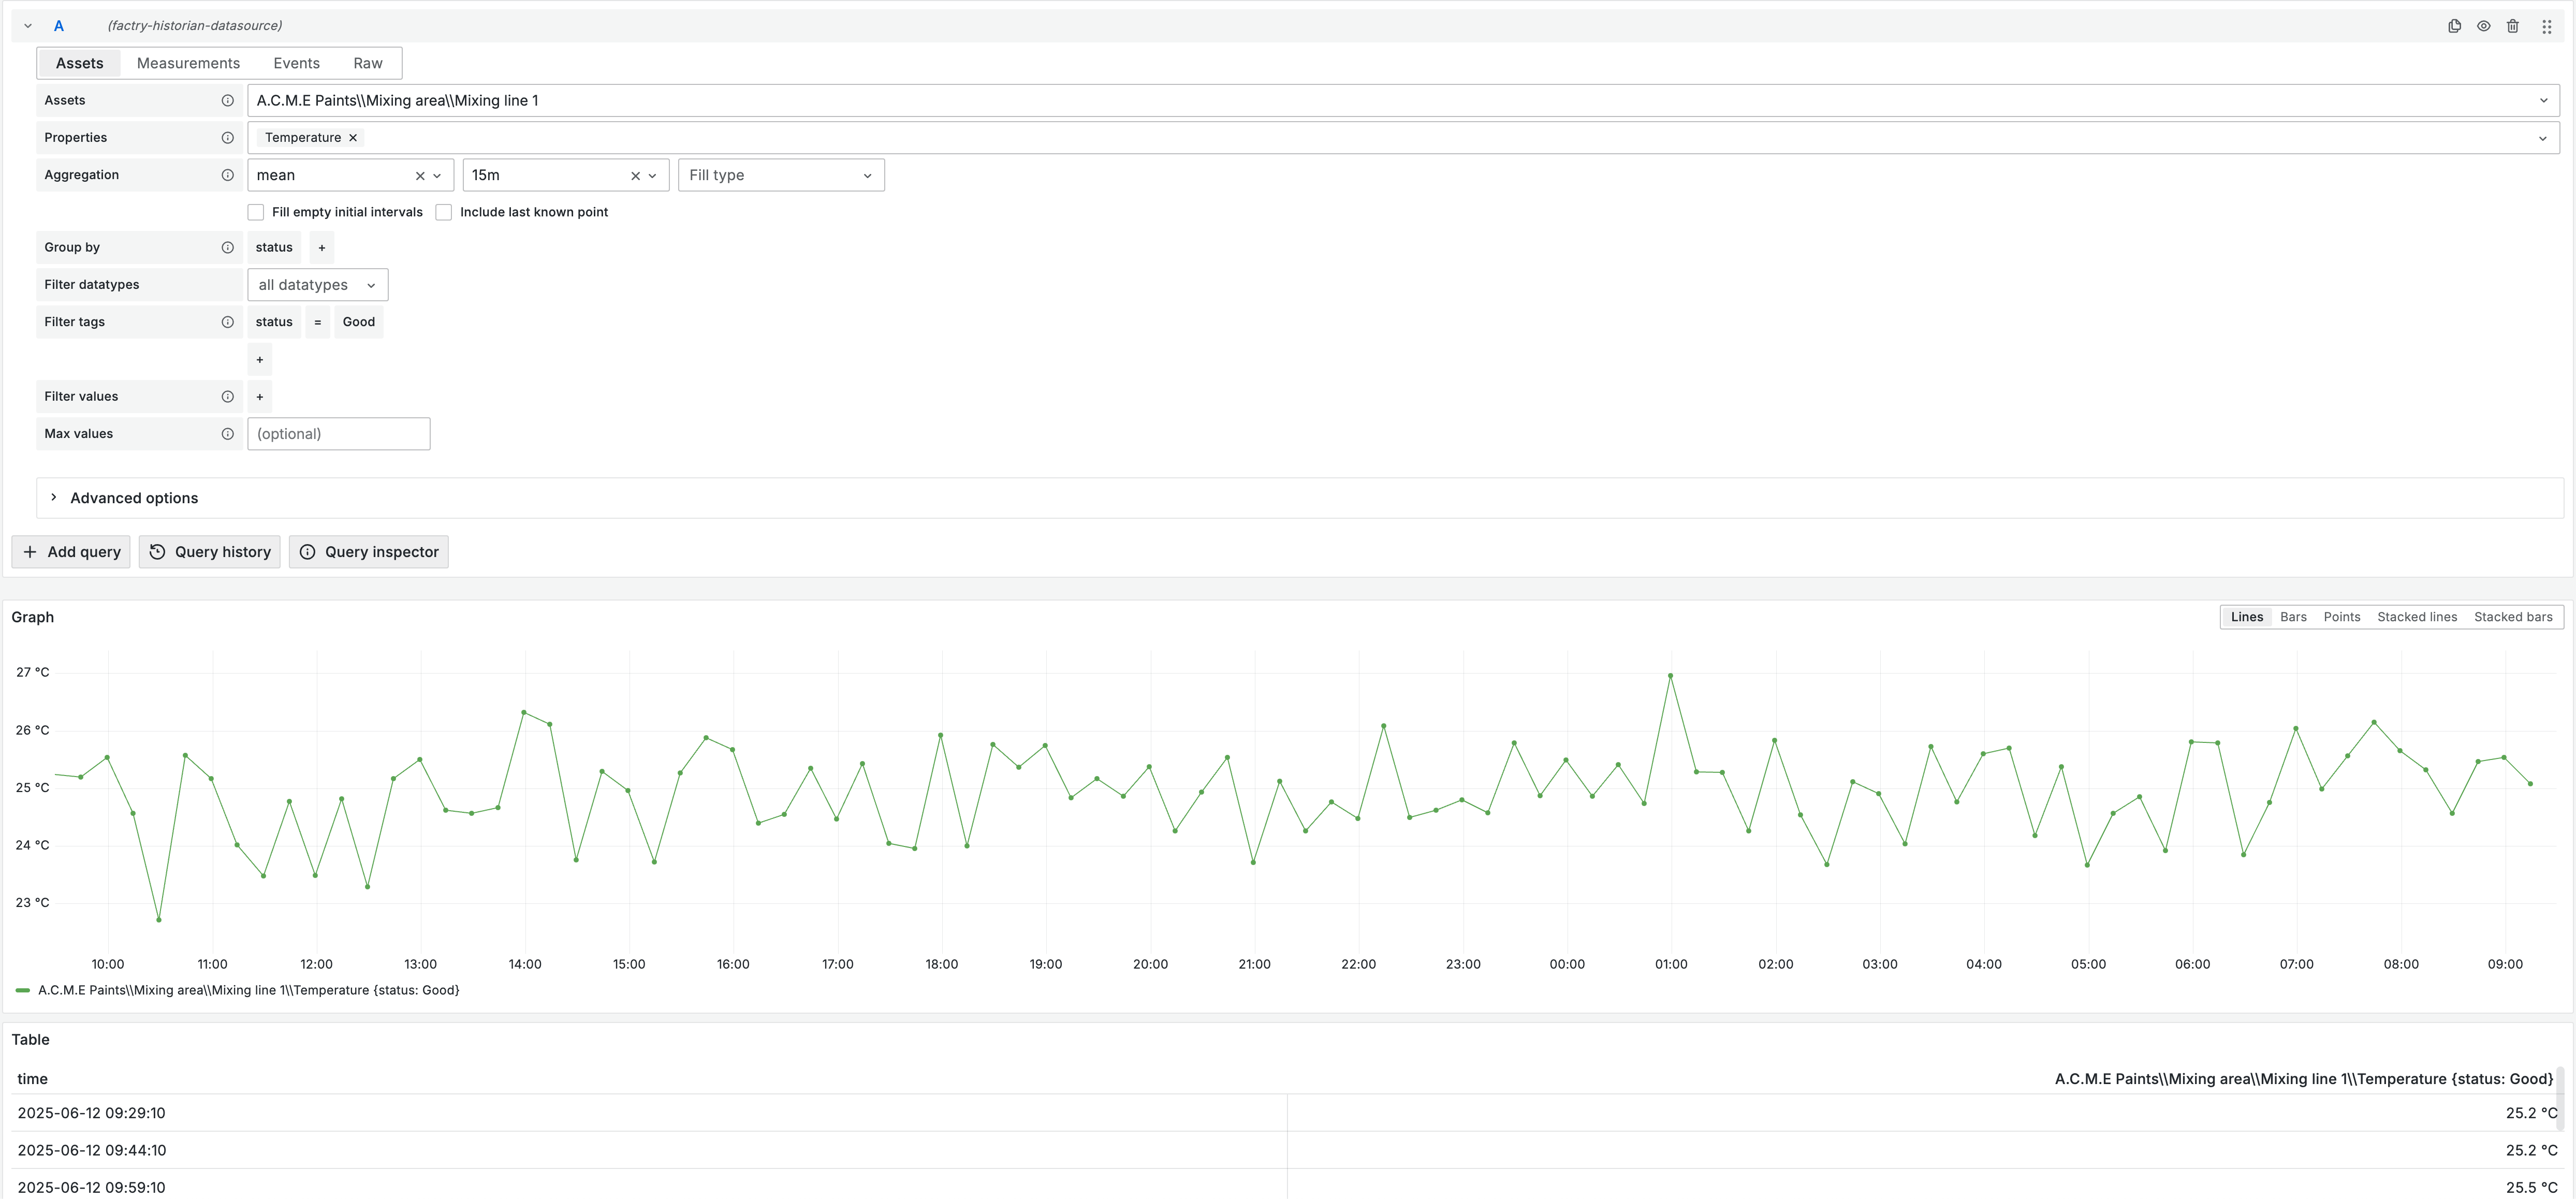 A (factry-historian-datasource)
Assets Measurements Events Raw
Assets A.C.M.E Paints\\Mixing area\\Mixing line 1
Properties Temperature
Aggregation mean 15m Fill type
Fill empty initial intervals Include last known point
Group by status +
Filter datatypes all datatypes
Filter tags status = Good
+
Filter values +
Max values (optional)
Advanced options
+ Add query Query history Query inspector
Graph Lines Bars Points Stacked lines Stacked bars
27 °C
26 °C
25 °C
24 °C
23 °C
10:00 11:00 12:00 13:00 14:00 15:00 16:00 17:00 18:00 19:00 20:00 21:00 22:00 23:00 00:00 01:00 02:00 03:00 04:00 05:00 06:00 07:00 08:00 09:00
A.C.M.E Paints\\Mixing area\\Mixing line 1\\Temperature {status: Good}
Table
time A.C.M.E Paints\\Mixing area\\Mixing line 1\\Temperature {status: Good}
2025-06-12 09:29:10 25.2 °C
2025-06-12 09:44:10 25.2 °C
2025-06-12 09:59:10 25.5 °C